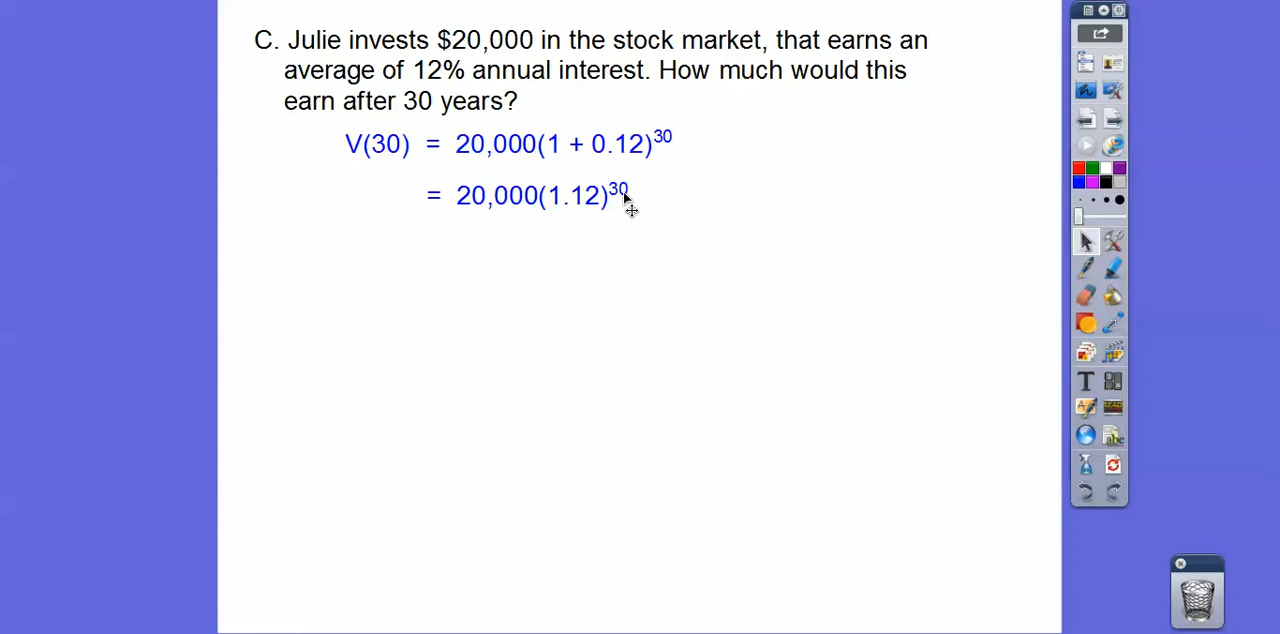 C. Julie invests $20,000 in the stock market, that earns an
average of 12% annual interest. How much would this
earn after 30 years?
V(30) = 20,000(1 + 0.12)³⁰
= 20,000(1.12)³⁰